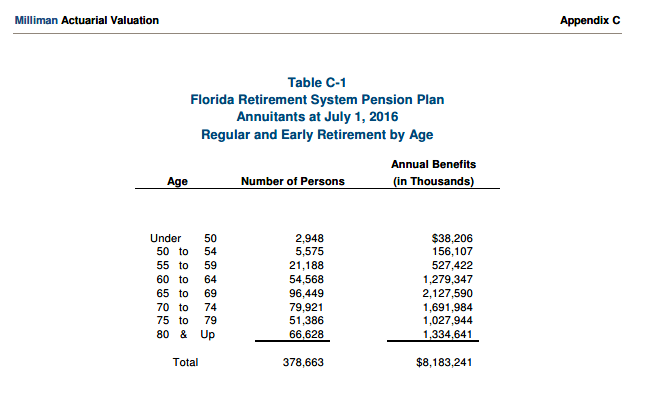 Milliman Actuarial Valuation Appendix C
Table C-1
Florida Retirement System Pension Plan
Annuitants at July 1, 2016
Regular and Early Retirement by Age
Annual Benefits
Age Number of Persons (in Thousands)
Under 50 2,948 $38,206
50 to 54 5,575 156,107
55 to 59 21,188 527,422
60 to 64 54,568 1,279,347
65 to 69 96,449 2,127,590
70 to 74 79,921 1,691,984
75 to 79 51,386 1,027,944
80 & Up 66,628 1,334,641
Total 378,663 $8,183,241